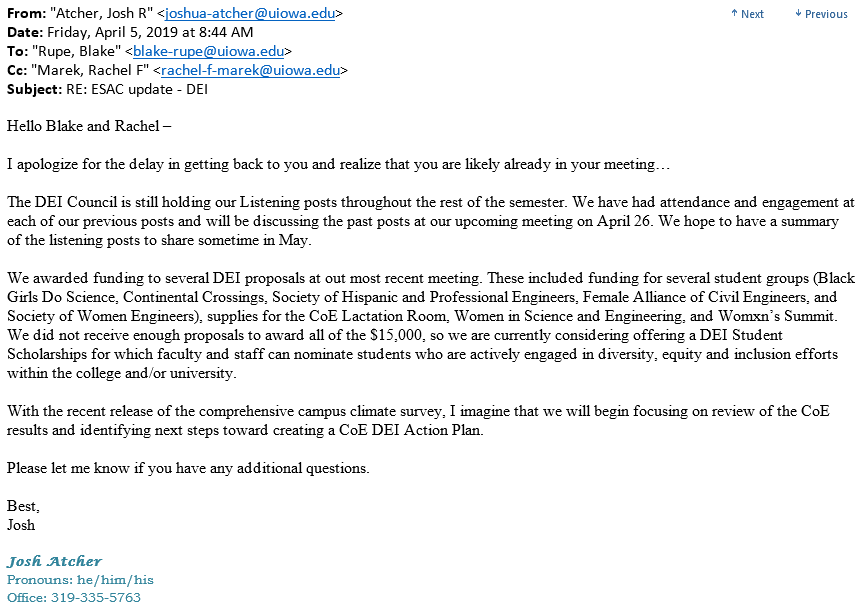 From: "Atcher, Josh R" <joshua-atcher@uiowa.edu>
↑ Next ↓ Previous
Date: Friday, April 5, 2019 at 8:44 AM
To: "Rupe, Blake" <blake-rupe@uiowa.edu>
Cc: "Marek, Rachel F" <rachel-f-marek@uiowa.edu>
Subject: RE: ESAC update - DEI
Hello Blake and Rachel –
I apologize for the delay in getting back to you and realize that you are likely already in your meeting…
The DEI Council is still holding our Listening posts throughout the rest of the semester. We have had attendance and engagement at
each of our previous posts and will be discussing the past posts at our upcoming meeting on April 26. We hope to have a summary
of the listening posts to share sometime in May.
We awarded funding to several DEI proposals at out most recent meeting. These included funding for several student groups (Black
Girls Do Science, Continental Crossings, Society of Hispanic and Professional Engineers, Female Alliance of Civil Engineers, and
Society of Women Engineers), supplies for the CoE Lactation Room, Women in Science and Engineering, and Womxn's Summit.
We did not receive enough proposals to award all of the $15,000, so we are currently considering offering a DEI Student
Scholarships for which faculty and staff can nominate students who are actively engaged in diversity, equity and inclusion efforts
within the college and/or university.
With the recent release of the comprehensive campus climate survey, I imagine that we will begin focusing on review of the CoE
results and identifying next steps toward creating a CoE DEI Action Plan.
Please let me know if you have any additional questions.
Best,
Josh
Josh Atcher
Pronouns: he/him/his
Office: 319-335-5763